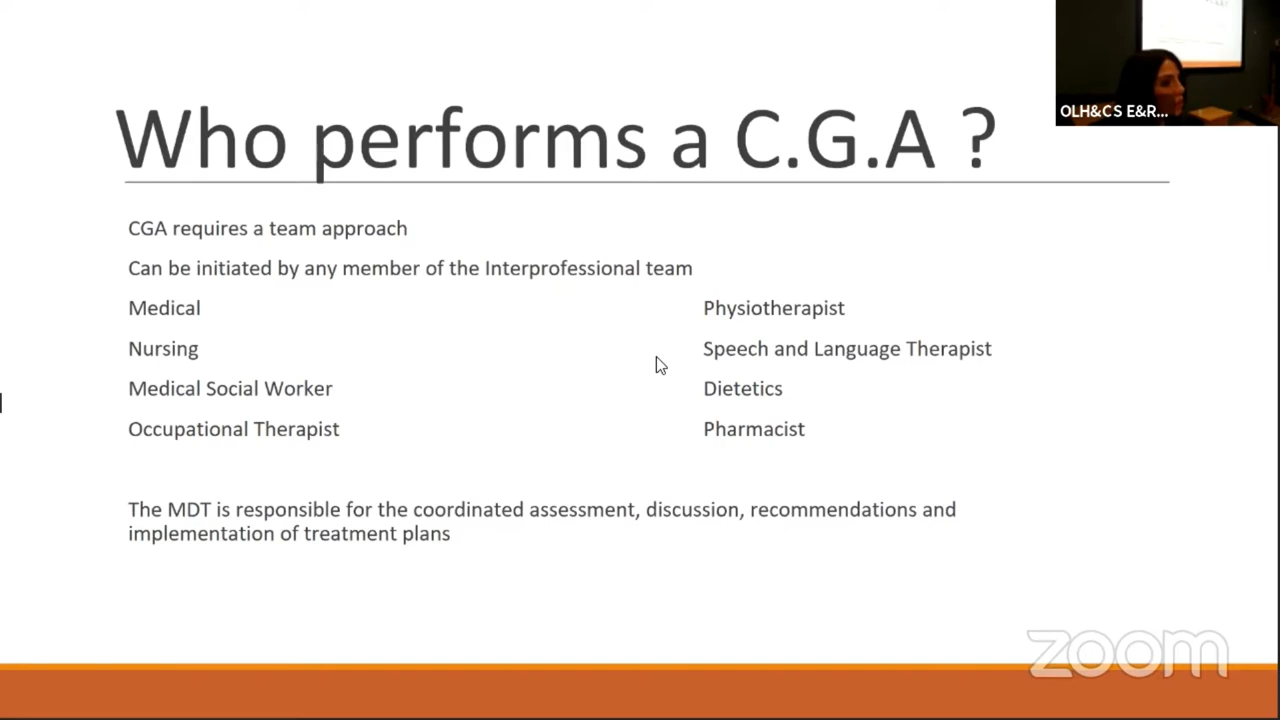 Who performs a C.G.A ?
OLH&CS E&R...
CGA requires a team approach
Can be initiated by any member of the Interprofessional team
Medical
Nursing
Medical Social Worker
Occupational Therapist
Physiotherapist
Speech and Language Therapist
Dietetics
Pharmacist
The MDT is responsible for the coordinated assessment, discussion, recommendations and
implementation of treatment plans
zoom